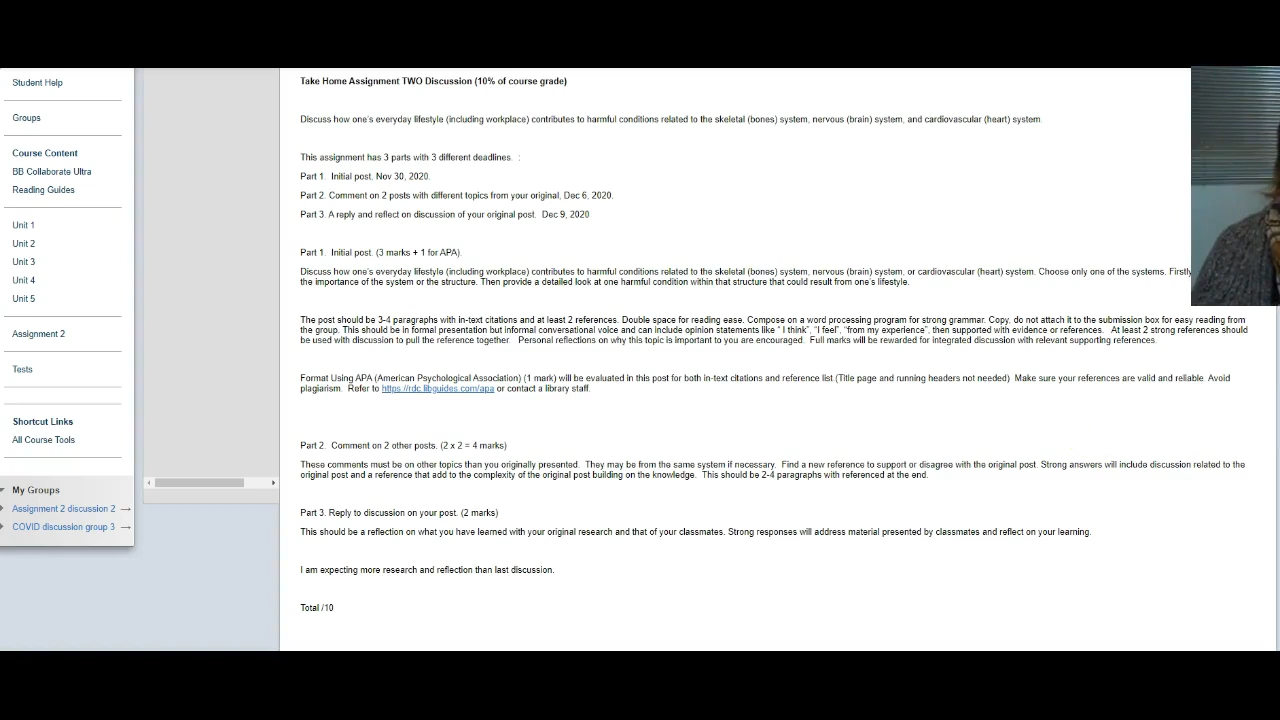 Student Help
Groups
Course Content
BB Collaborate Ultra
Reading Guides
Unit 1
Unit 2
Unit 3
Unit 4
Unit 5
Assignment 2
Tests
Shortcut Links
All Course Tools
My Groups
Assignment 2 discussion 2
COVID discussion group 3
Take Home Assignment TWO Discussion (10% of course grade)
Discuss how one's everyday lifestyle (including workplace) contributes to harmful conditions related to the skeletal (bones) system, nervous (brain) system, and cardiovascular (heart) system.
This assignment has 3 parts with 3 different deadlines. :
Part 1. Initial post, Nov 30, 2020.
Part 2. Comment on 2 posts with different topics from your original, Dec 6, 2020.
Part 3. A reply and reflect on discussion of your original post. Dec 9, 2020
Part 1. Initial post. (3 marks + 1 for APA).
Discuss how one's everyday lifestyle (including workplace) contributes to harmful conditions related to the skeletal (bones) system, nervous (brain) system, or cardiovascular (heart) system. Choose only one of the systems. Firstly
the importance of the system or the structure. Then provide a detailed look at one harmful condition within that structure that could result from one's lifestyle.
The post should be 3-4 paragraphs with in-text citations and at least 2 references. Double space for reading ease. Compose on a word processing program for strong grammar. Copy, do not attach it to the submission box for easy reading from
the group. This should be in formal presentation but informal conversational voice and can include opinion statements like " I think", "I feel", "from my experience", then supported with evidence or references. At least 2 strong references should
be used with discussion to pull the reference together Personal reflections on why this topic is important to you are encouraged. Full marks will be rewarded for integrated discussion with relevant supporting references.
Format Using APA (American Psychological Association) (1 mark) will be evaluated in this post for both in-text citations and reference list.(Title page and running headers not needed) Make sure your references are valid and reliable. Avoid
plagiarism. Refer to https://rdc.libguides.com/apa or contact a library staff.
Part 2. Comment on 2 other posts. (2 x 2 = 4 marks)
These comments must be on other topics than you originally presented. They may be from the same system if necessary. Find a new reference to support or disagree with the original post. Strong answers will include discussion related to the
original post and a reference that add to the complexity of the original post building on the knowledge. This should be 2-4 paragraphs with referenced at the end.
Part 3. Reply to discussion on your post. (2 marks)
This should be a reflection on what you have learned with your original research and that of your classmates. Strong responses will address material presented by classmates and reflect on your learning.
I am expecting more research and reflection than last discussion.
Total /10